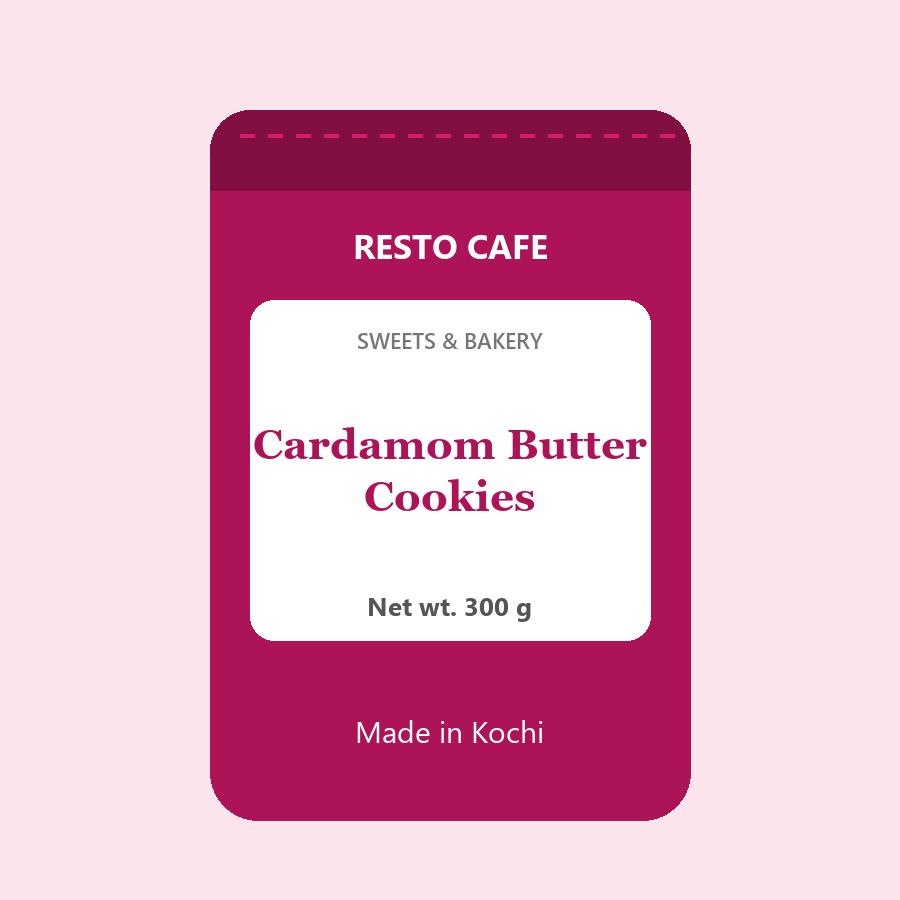 RESTO CAFE
SWEETS & BAKERY
Cardamom Butter
Cookies
Net wt. 300 g
Made in Kochi